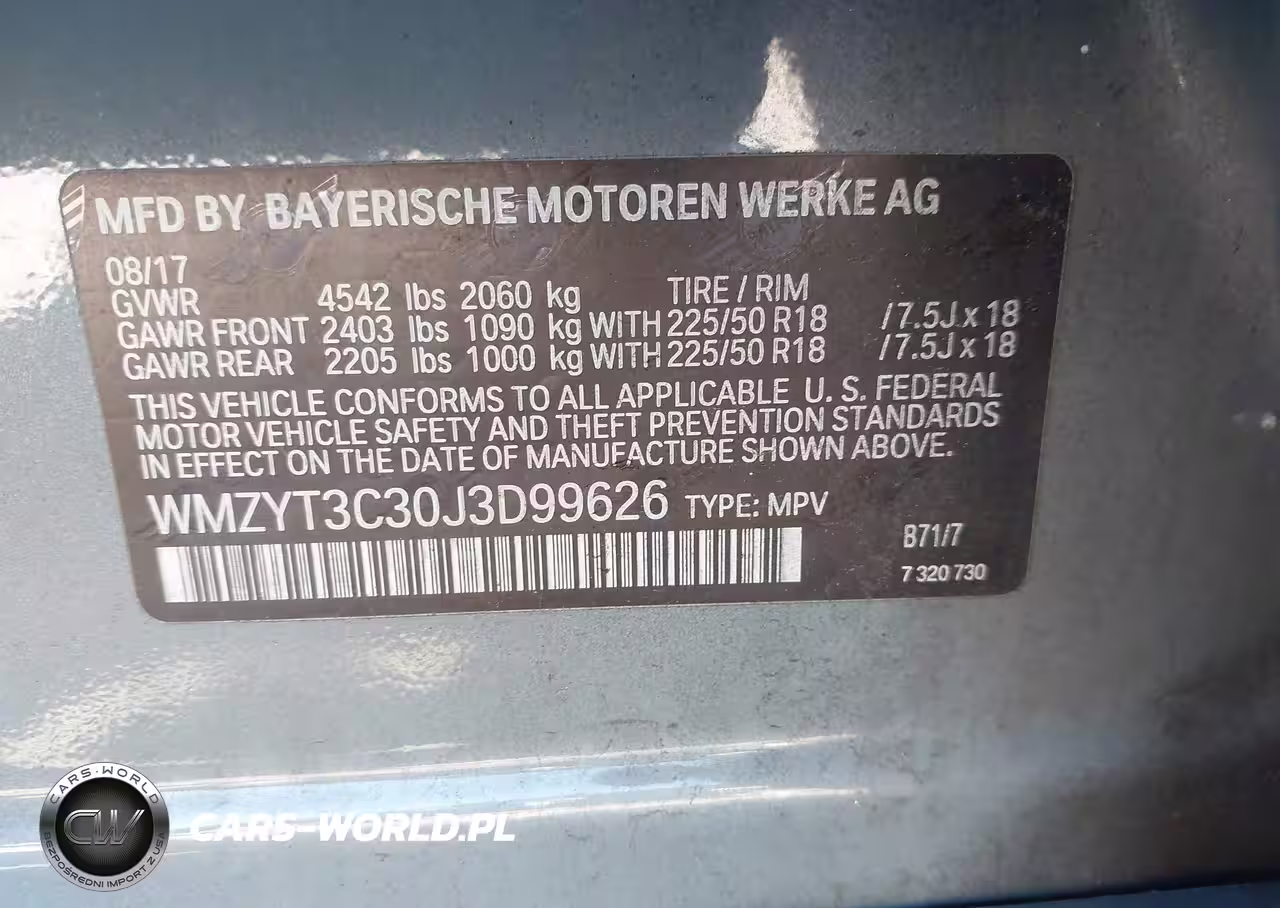 MFD BY BAYERISCHE MOTOREN WERKE AG
08/17
GVWR 4542 lbs 2060 kg TIRE / RIM
GAWR FRONT 2403 lbs 1090 kg WITH 225/50 R18 /7.5J x 18
GAWR REAR 2205 lbs 1000 kg WITH 225/50 R18 /7.5J x 18
THIS VEHICLE CONFORMS TO ALL APPLICABLE U. S. FEDERAL
MOTOR VEHICLE SAFETY AND THEFT PREVENTION STANDARDS
IN EFFECT ON THE DATE OF MANUFACTURE SHOWN ABOVE.
WMZYT3C30J3D99626 TYPE: MPV
B71/7
7 320 730
CARS-WORLD
CW
BEZPOŚREDNI IMPORT Z USA
CARS-WORLD.PL